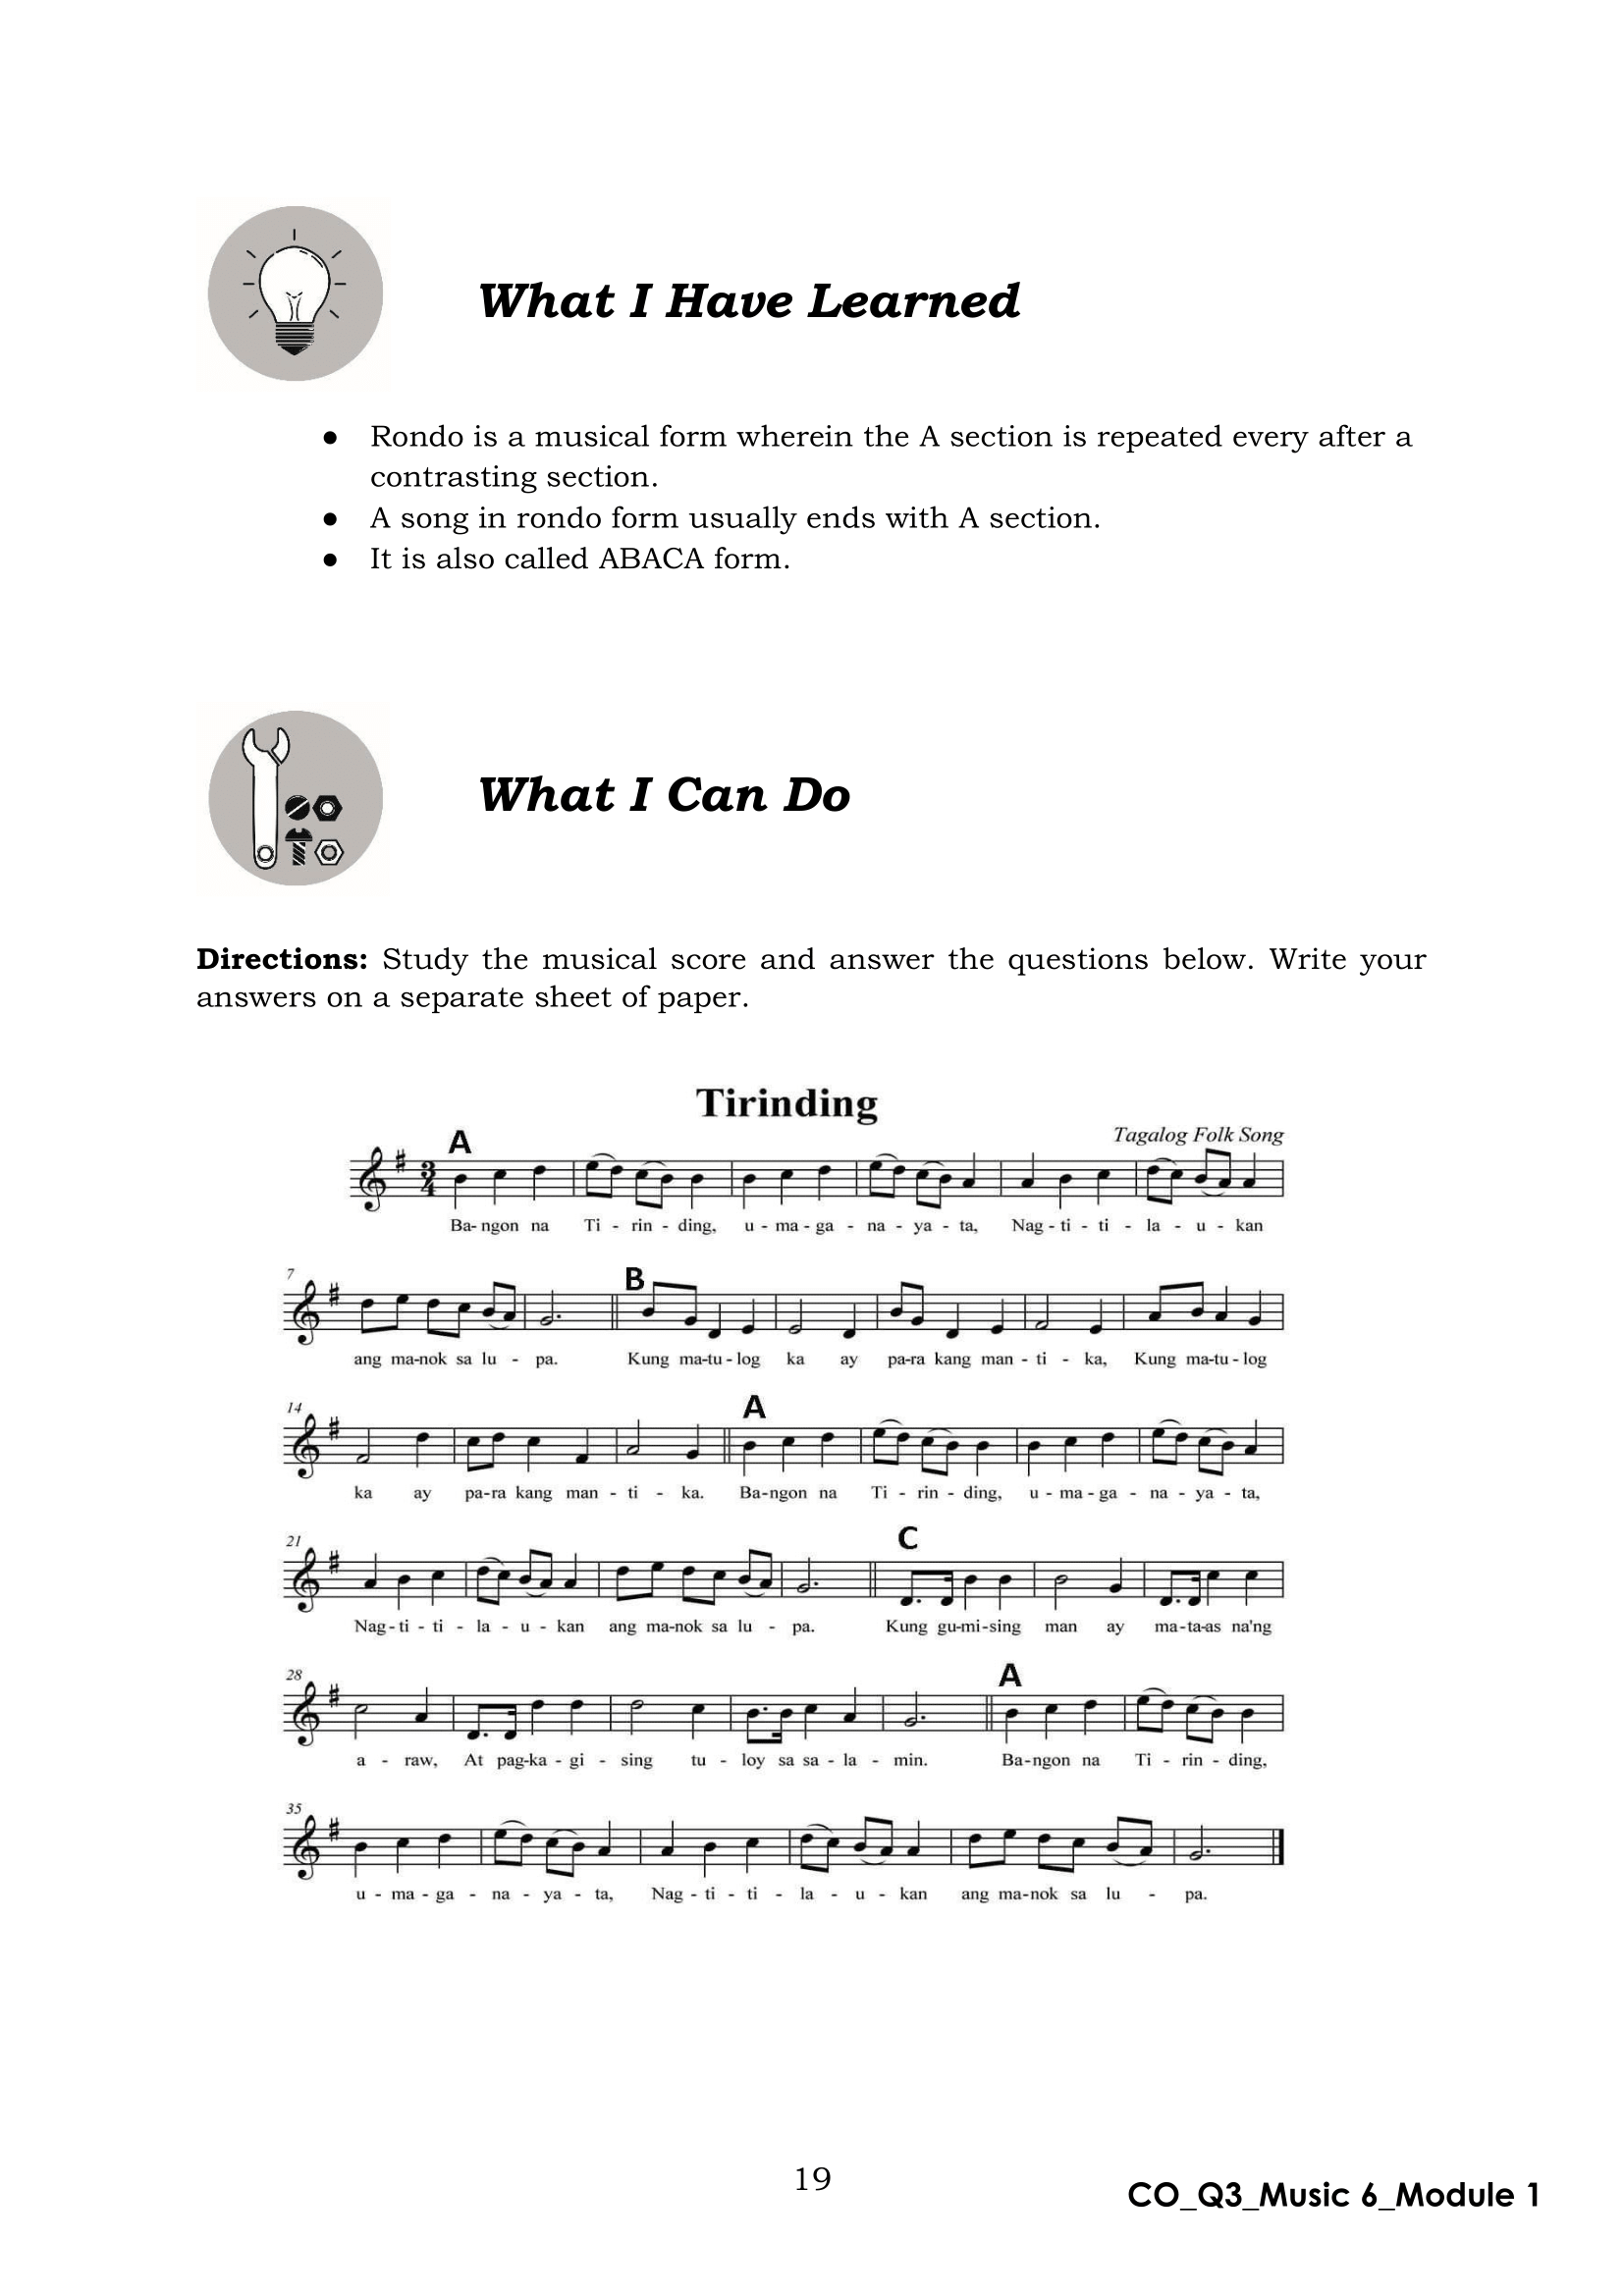 What I Have Learned
● Rondo is a musical form wherein the A section is repeated every after a
contrasting section.
● A song in rondo form usually ends with A section.
● It is also called ABACA form.
What I Can Do
Directions: Study the musical score and answer the questions below. Write your
answers on a separate sheet of paper.
Tirinding
Tagalog Folk Song
A
3
4
Ba-ngon na Ti - rin - ding, u - ma - ga - na - ya - ta, Nag - ti - ti - la - u - kan
7
B
ang ma-nok sa lu - pa. Kung ma-tu - log ka ay pa-ra kang man - ti - ka, Kung ma-tu - log
14
A
ka ay pa-ra kang man - ti - ka. Ba-ngon na Ti - rin - ding, u - ma - ga - na - ya - ta,
21
C
Nag - ti - ti - la - u - kan ang ma-nok sa lu - pa. Kung gu-mi-sing man ay ma-ta-as na'ng
28
A
a - raw, At pag-ka - gi - sing tu - loy sa sa - la - min. Ba-ngon na Ti - rin - ding,
35
u - ma - ga - na - ya - ta, Nag - ti - ti - la - u - kan ang ma-nok sa lu - pa.
19
CO_Q3_Music 6_Module 1